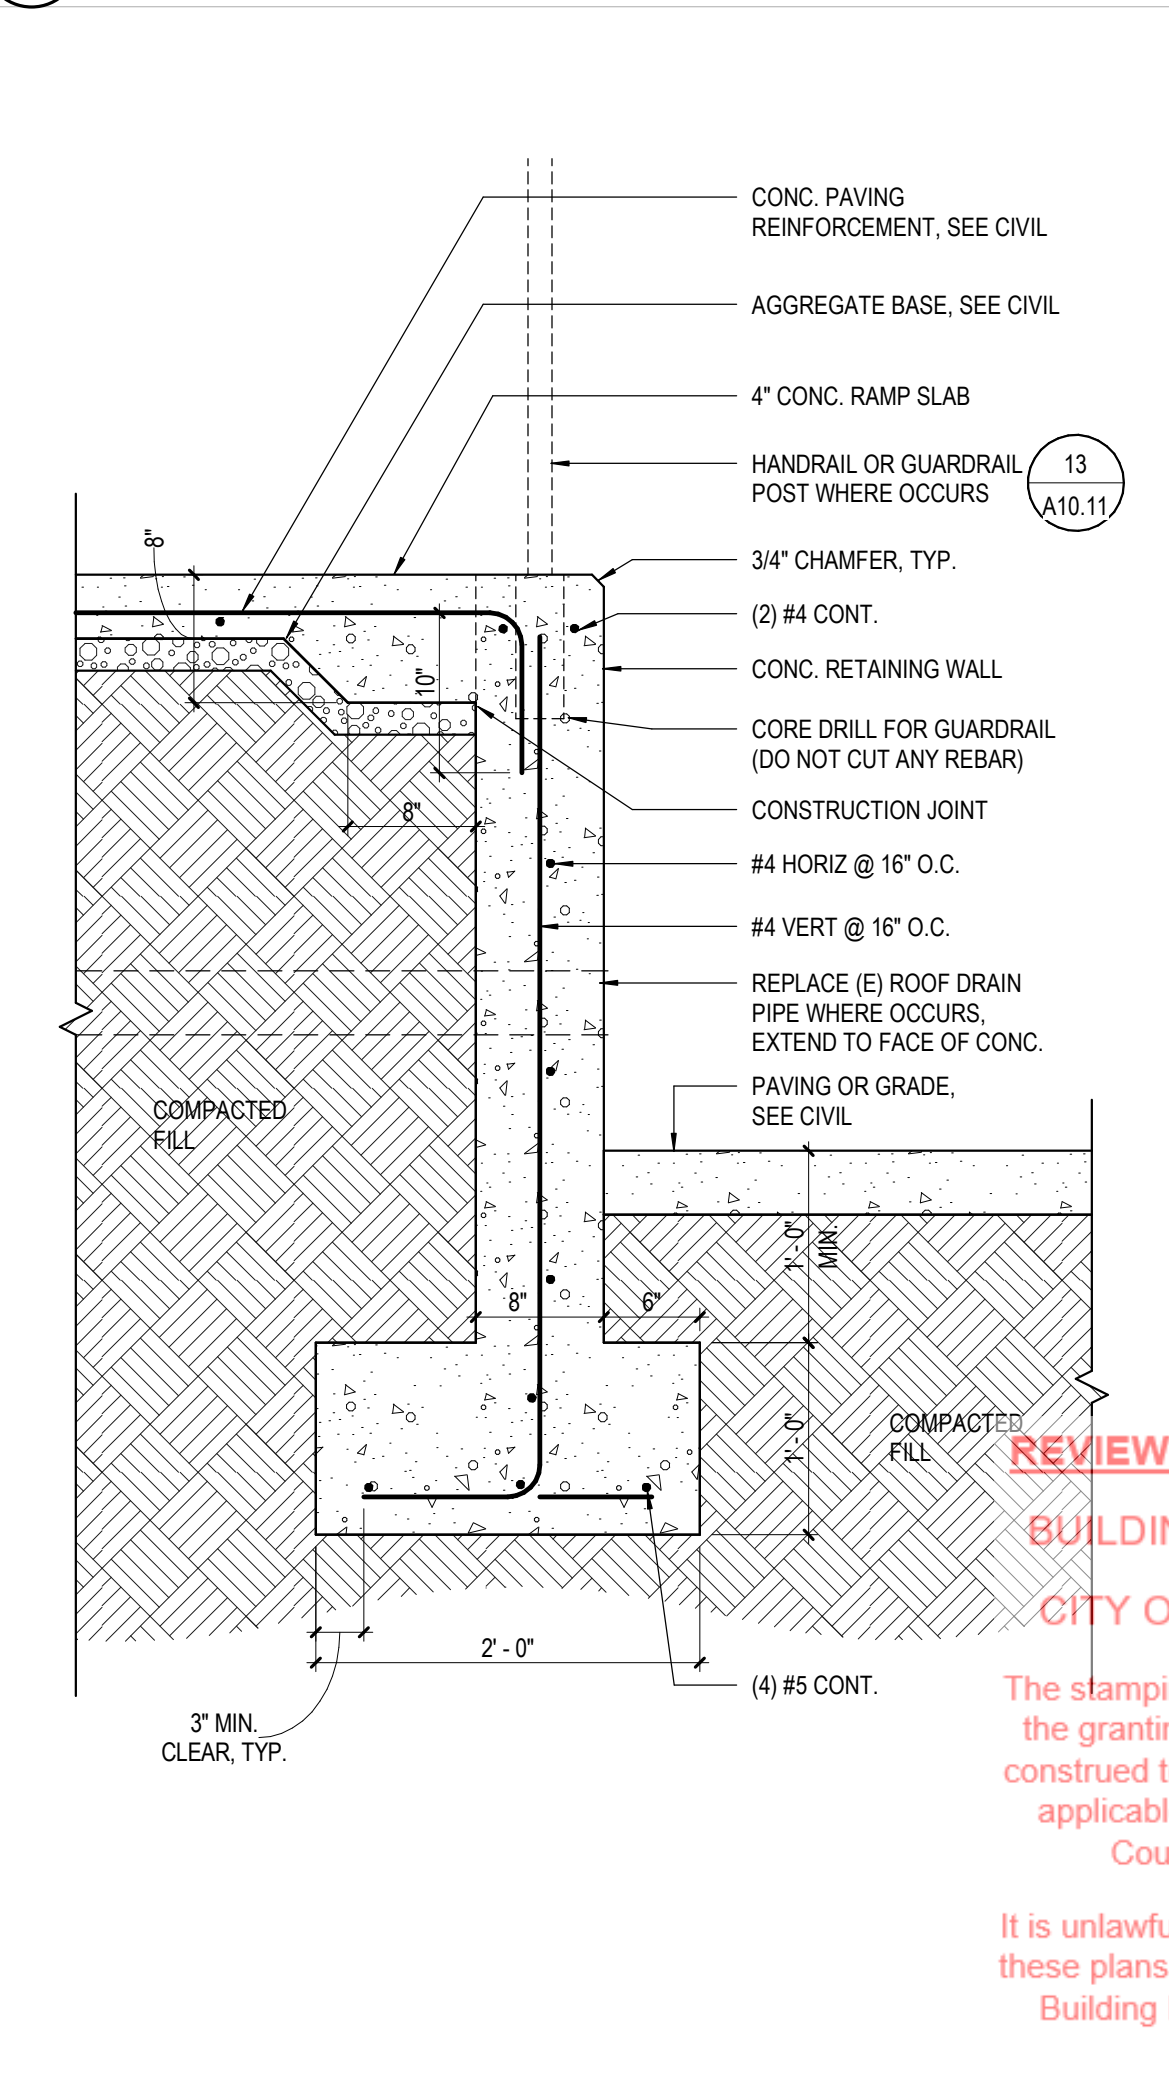 CONC. PAVING
REINFORCEMENT, SEE CIVIL
AGGREGATE BASE, SEE CIVIL
4" CONC. RAMP SLAB
HANDRAIL OR GUARDRAIL
POST WHERE OCCURS
13
A10.11
8"
3/4" CHAMFER, TYP.
(2) #4 CONT.
CONC. RETAINING WALL
10"
CORE DRILL FOR GUARDRAIL
(DO NOT CUT ANY REBAR)
8"
CONSTRUCTION JOINT
#4 HORIZ @ 16" O.C.
#4 VERT @ 16" O.C.
REPLACE (E) ROOF DRAIN
PIPE WHERE OCCURS,
EXTEND TO FACE OF CONC.
PAVING OR GRADE,
SEE CIVIL
COMPACTED
FILL
1' - 0"
MIN.
8"
6"
1' - 0"
COMPACTED
FILL
REVIEW
BUILDIN
CITY O
2' - 0"
(4) #5 CONT.
3" MIN.
CLEAR, TYP.
The stampi
the grantin
construed t
applicabl
Cou
It is unlawfu
these plans
Building